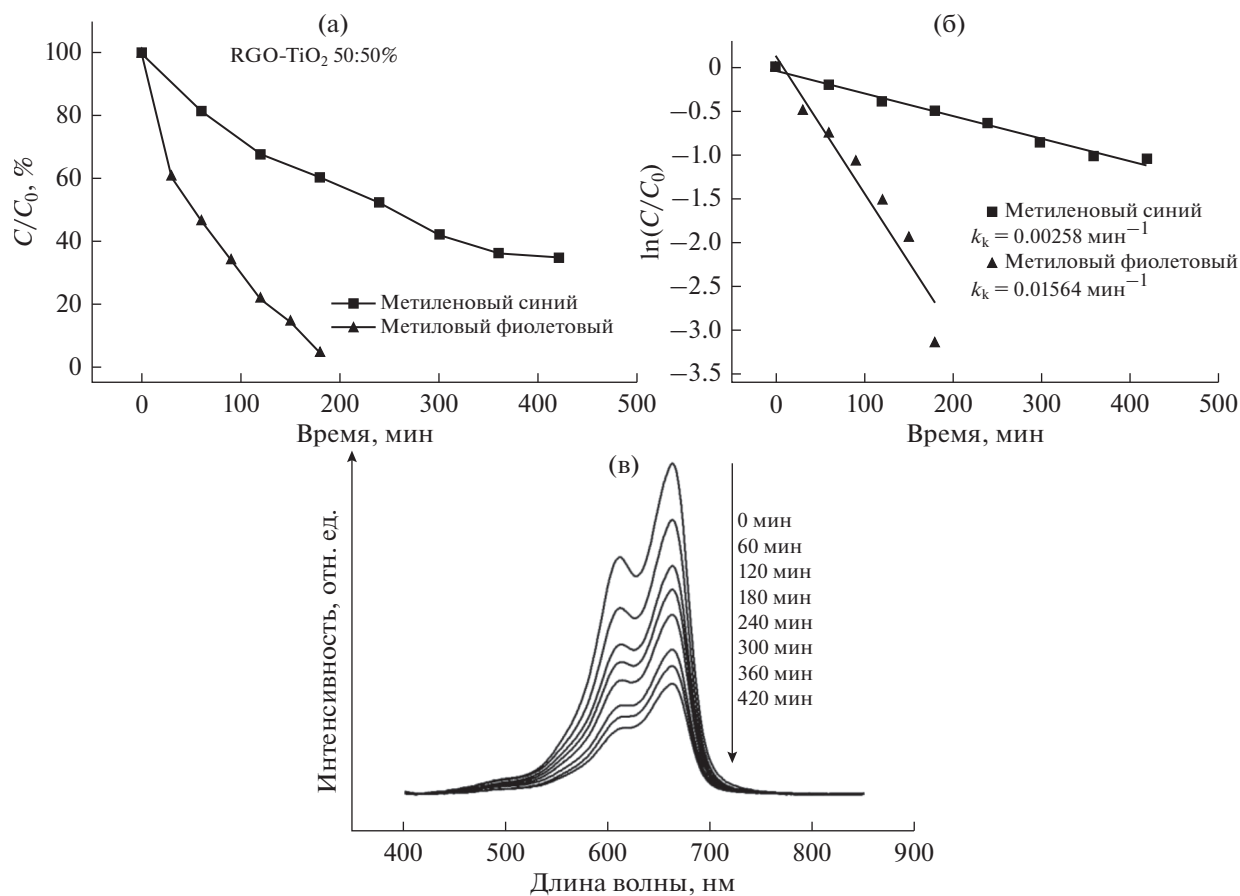 (а)
RGO-TiO₂ 50:50%
C/C₀, %
100
80
60
40
20
0
Метиленовый синий
Метиловый фиолетовый
0
100
200
300
400
500
Время, мин
(б)
ln(C/C₀)
0
−0.5
−1.0
−1.5
−2.0
−2.5
−3.0
−3.5
Метиленовый синий
kₖ = 0.00258 мин⁻¹
Метиловый фиолетовый
kₖ = 0.01564 мин⁻¹
0
100
200
300
400
500
Время, мин
(в)
Интенсивность, отн. ед.
0 мин
60 мин
120 мин
180 мин
240 мин
300 мин
360 мин
420 мин
400
500
600
700
800
900
Длина волны, нм